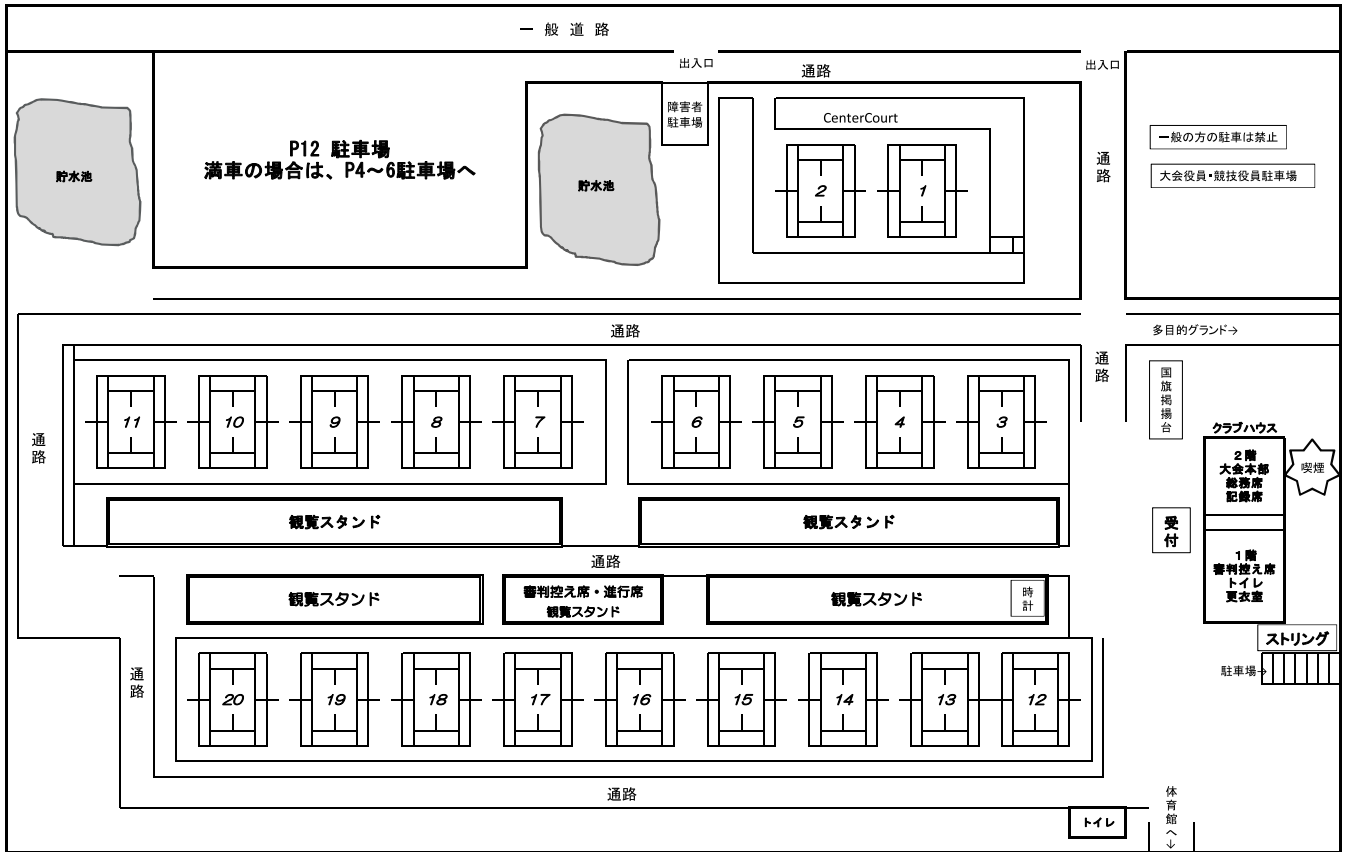 一 般 道 路
出入口
通路
出入口
障害者
駐車場
CenterCourt
P12 駐車場
満車の場合は、P4～6駐車場へ
貯水池
貯水池
2
1
通路
一般の方の駐車は禁止
大会役員・競技役員駐車場
通路
多目的グランド→
通路
国旗掲揚台
11
10
9
8
7
6
5
4
3
通路
クラブハウス
2階
大会本部
総務席
記録席
喫煙
観覧スタンド
観覧スタンド
受付
通路
1階
審判控え席
トイレ
更衣室
観覧スタンド
審判控え席・進行席
観覧スタンド
観覧スタンド
時計
ストリング
駐車場→
通路
20
19
18
17
16
15
14
13
12
通路
体育館へ↓
トイレ